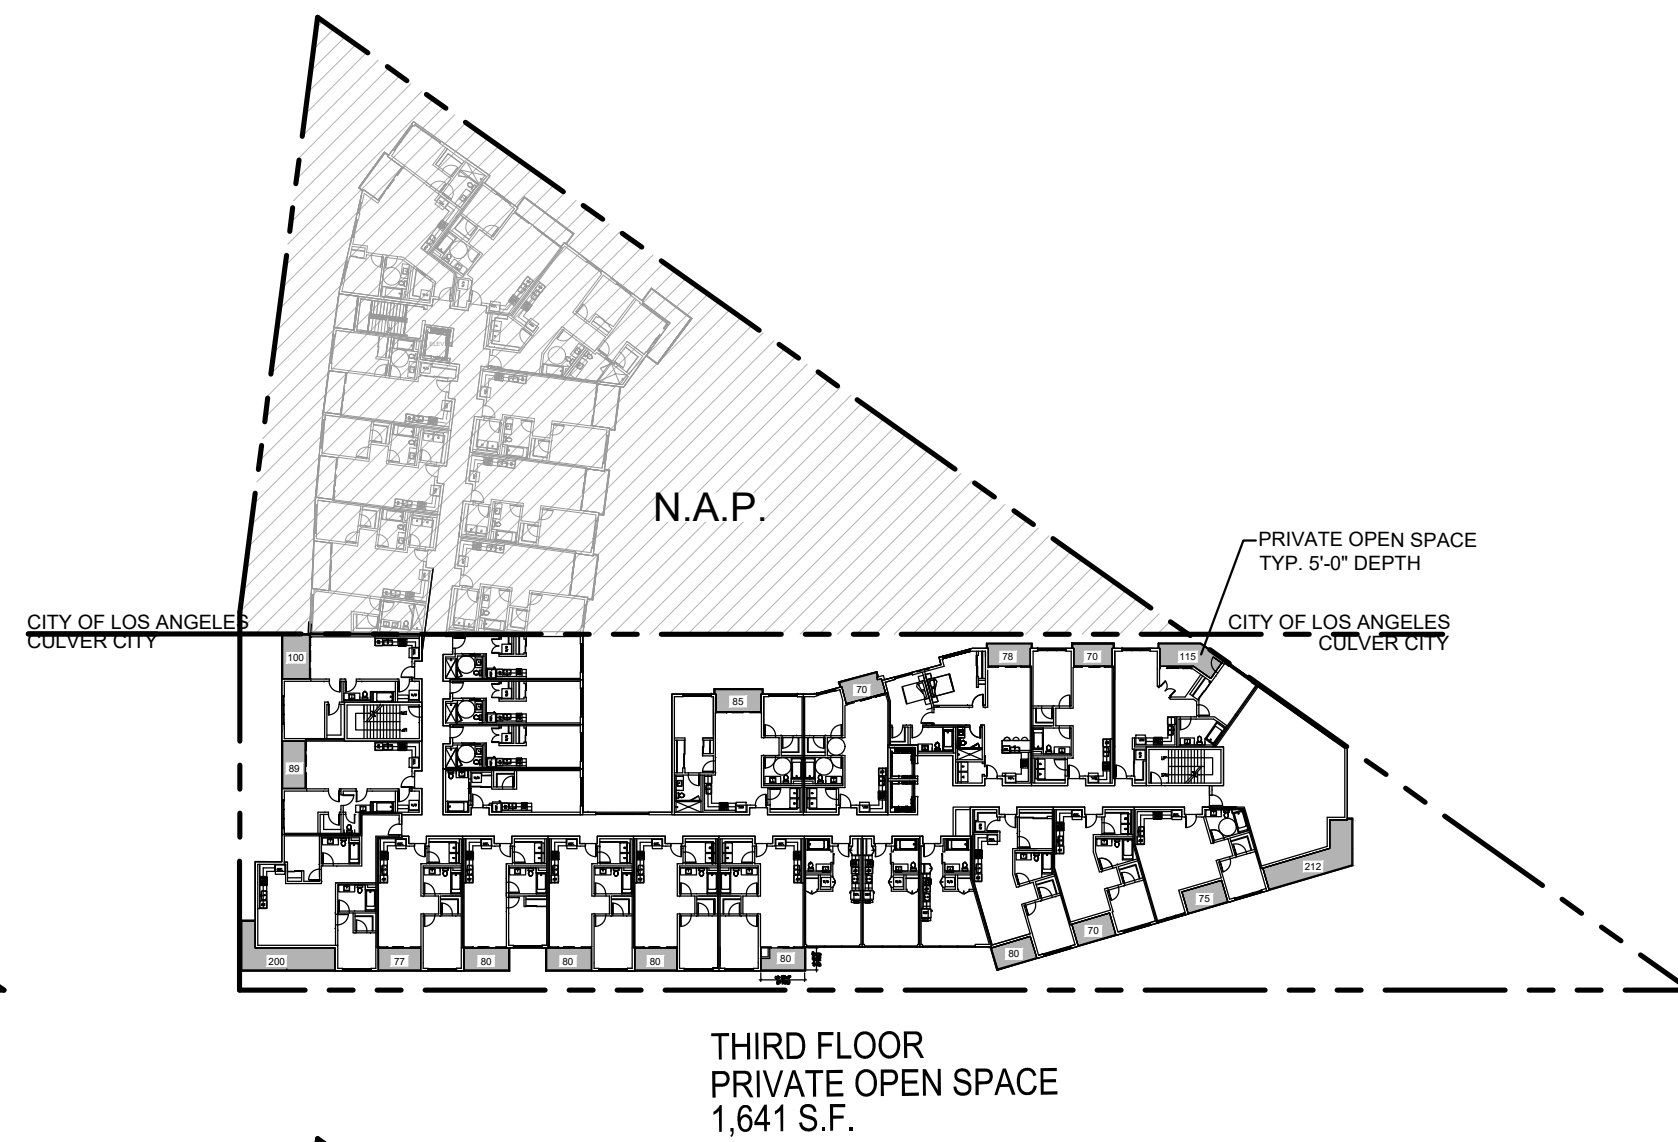 N.A.P.
PRIVATE OPEN SPACE
TYP. 5'-0" DEPTH
CITY OF LOS ANGELES
CULVER CITY
CITY OF LOS ANGELES
CULVER CITY
100
78
70
115
70
85
89
212
75
70
80
200
77
80
80
80
80
THIRD FLOOR
PRIVATE OPEN SPACE
1,641 S.F.